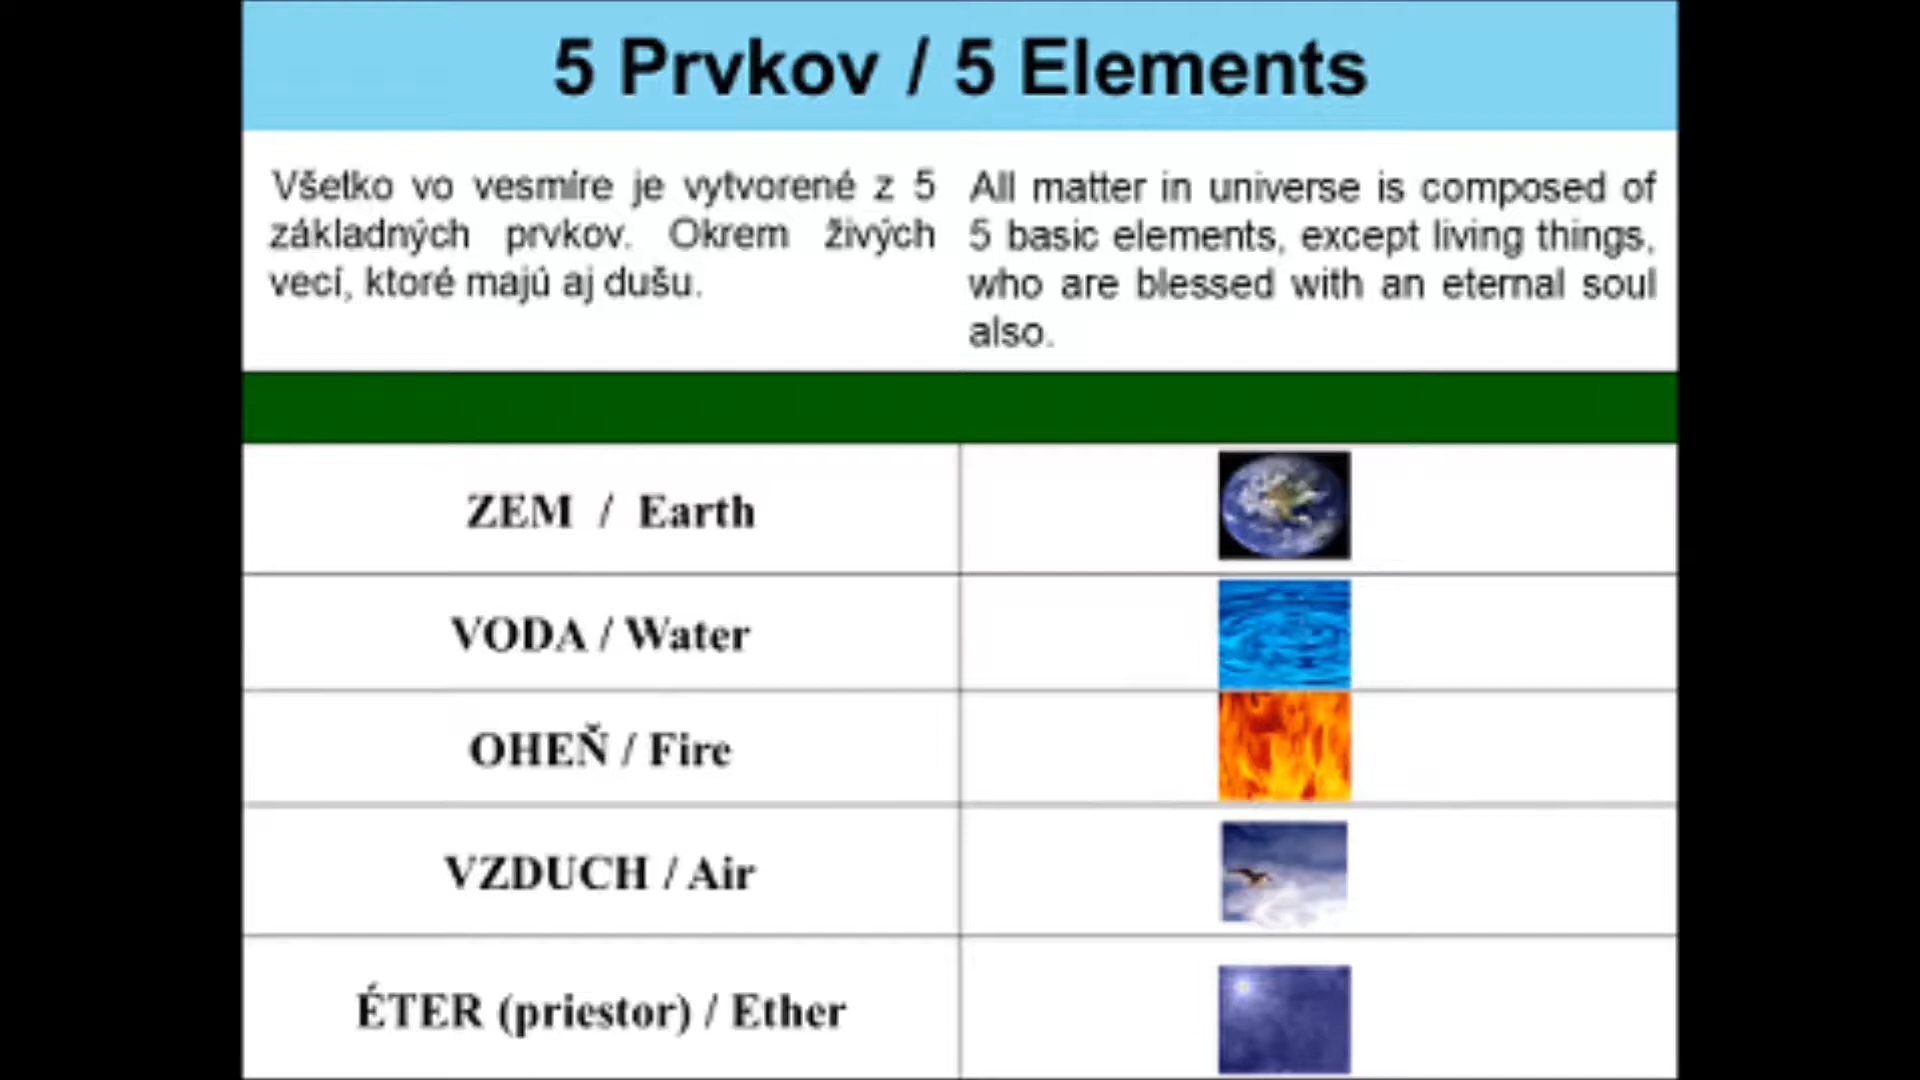 5 Prvkov / 5 Elements
Všetko vo vesmíre je vytvorené z 5
základných prvkov. Okrem živých
vecí, ktoré majú aj dušu.
All matter in universe is composed of
5 basic elements, except living things,
who are blessed with an eternal soul
also.
ZEM / Earth
VODA / Water
OHEŇ / Fire
VZDUCH / Air
ÉTER (priestor) / Ether